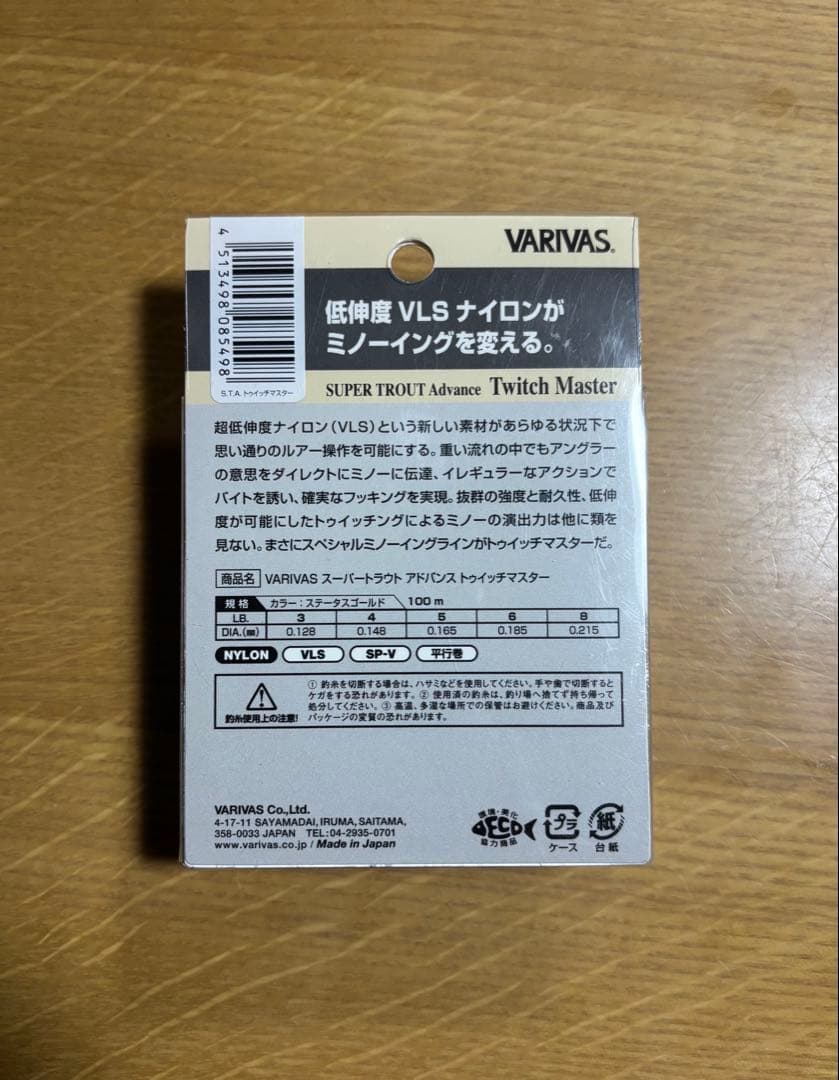 VARIVAS®
4 513498 085498
S.T.A. トゥイッチマスター
低伸度 VLS ナイロンが
ミノーイングを変える。
SUPER TROUT Advance Twitch Master
超低伸度ナイロン(VLS)という新しい素材があらゆる状況下で
思い通りのルアー操作を可能にする。重い流れの中でもアングラー
の意思をダイレクトにミノーに伝達、イレギュラーなアクションで
バイトを誘い、確実なフッキングを実現。抜群の強度と耐久性、低伸
度が可能にしたトゥイッチングによるミノーの演出力は他に類を
見ない。まさにスペシャルミノーイングラインがトゥイッチマスターだ。
商品名 VARIVAS スーパートラウト アドバンス トゥイッチマスター
規格 カラー:ステータスゴールド 100m
LB. 3 4 5 6 8
DIA.(㎜) 0.128 0.148 0.165 0.185 0.215
NYLON VLS SP-V 平行巻
① 釣糸を切断する場合は、ハサミなどを使用してください。手や歯で切断すると
ケガをする恐れがあります。② 使用済の釣糸は、釣り場へ捨てず持ち帰って
処分してください。③ 高温、多湿な場所での保管はお避けください。商品及び
パッケージの変質の恐れがあります。
釣糸使用上の注意!
VARIVAS Co.,Ltd.
4-17-11 SAYAMADAI, IRUMA, SAITAMA,
358-0033 JAPAN TEL:04-2935-0701
www.varivas.co.jp / Made in Japan
環境・美化
ECO
協力商品
プラ
ケース
紙
台紙